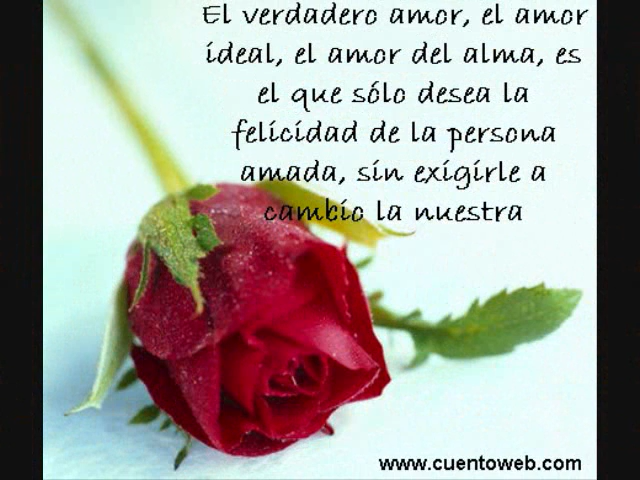 El verdadero amor, el amor
ideal, el amor del alma, es
el que sólo desea la
felicidad de la persona
amada, sin exigirle a
cambio la nuestra
www.cuentoweb.com